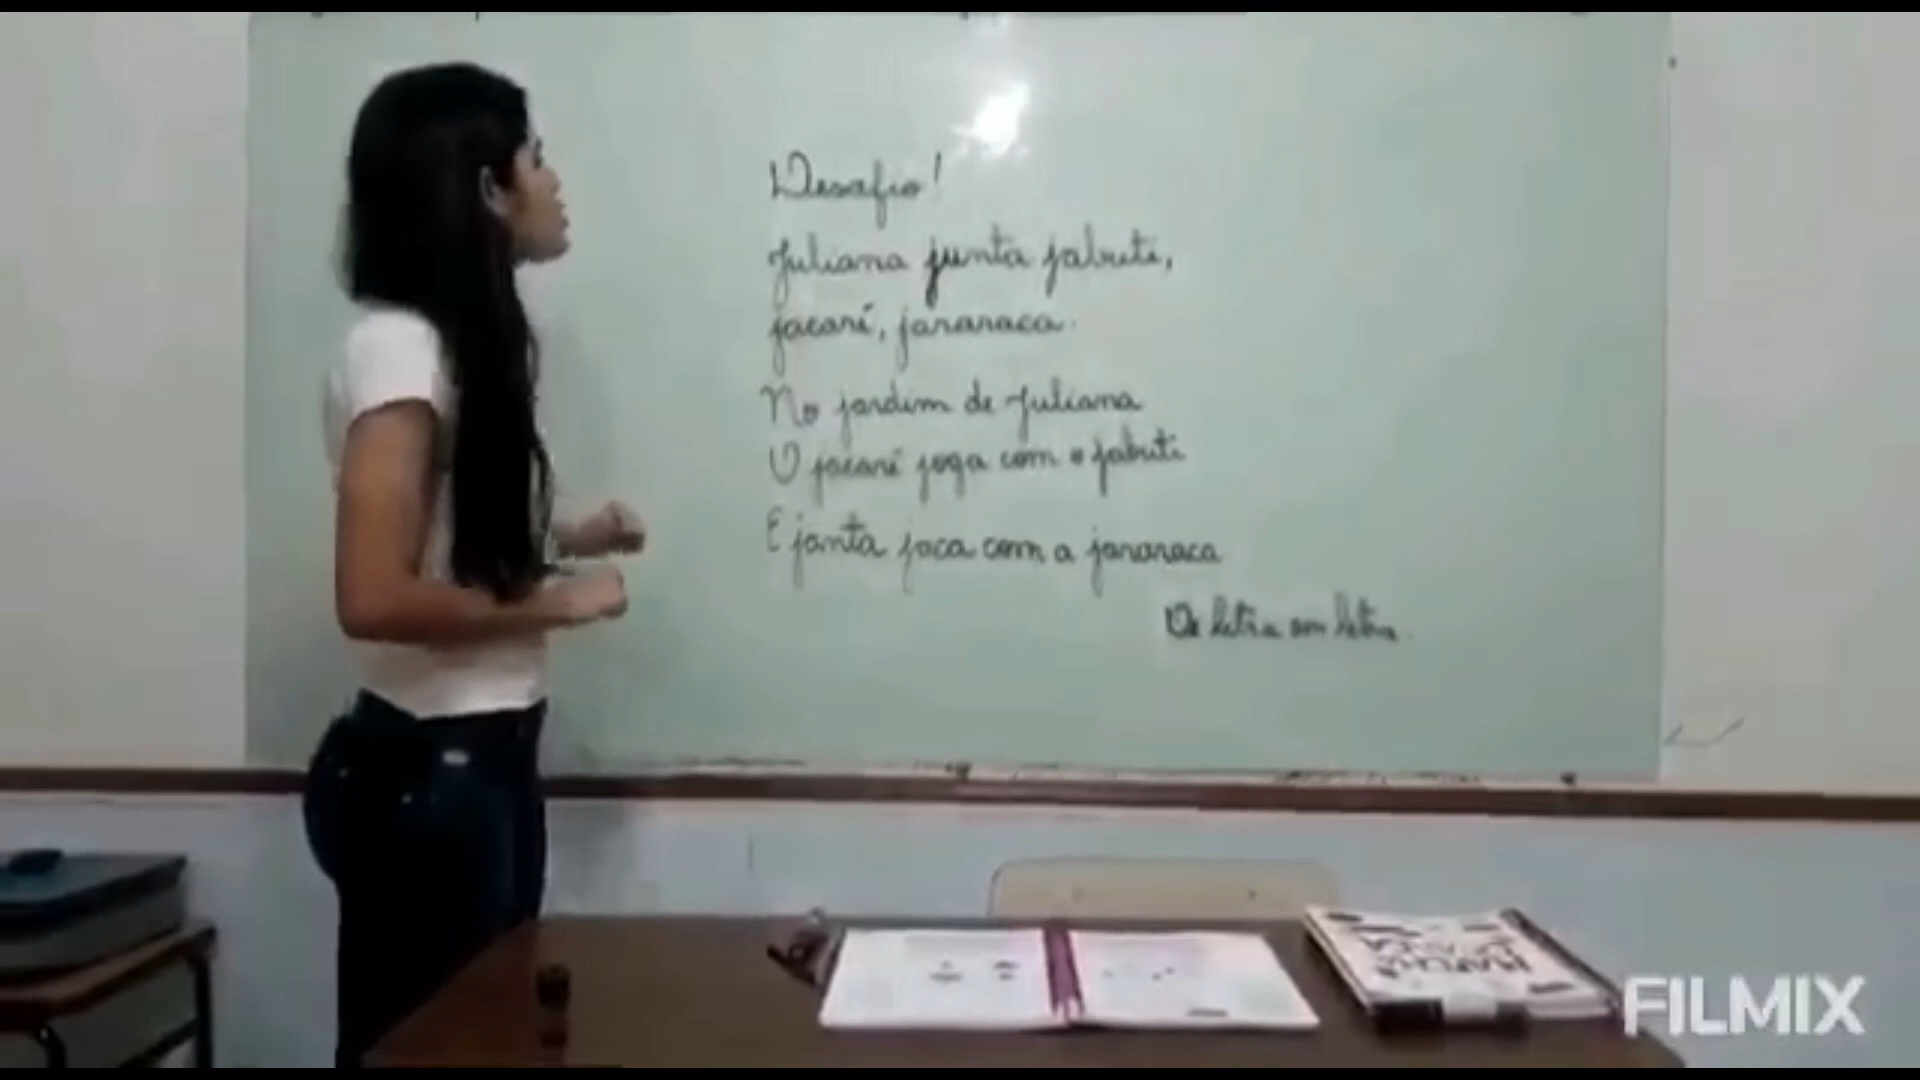 Desafio!
Juliana junta jabuti,
jacaré, jararaca.
No jardim de Juliana
O jacaré joga com o jabuti
E janta jaca com a jararaca
De letra em letra.
FILMIX